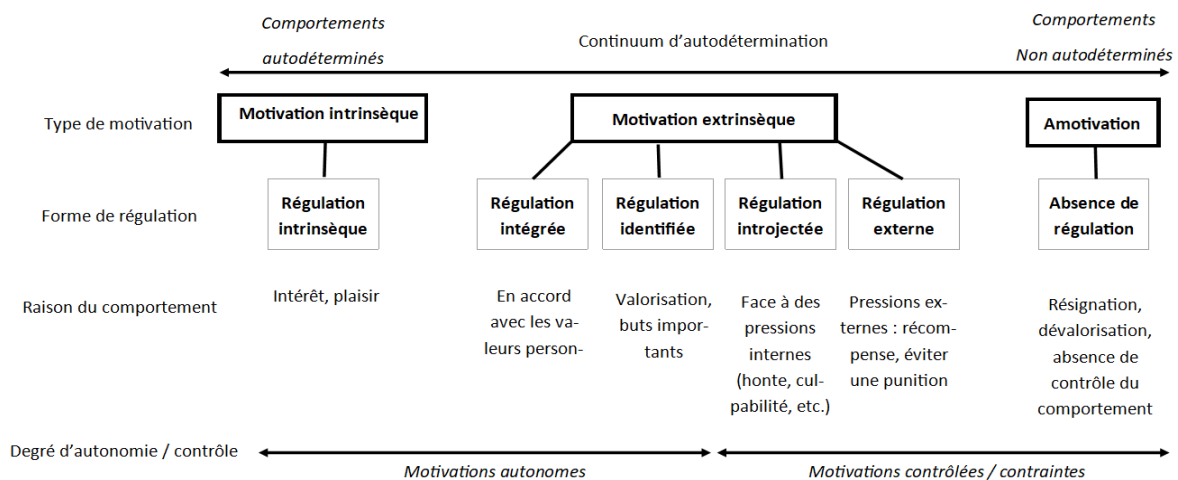 Comportements
autodéterminés
Continuum d'autodétermination
Comportements
Non autodéterminés
Type de motivation
Motivation intrinsèque
Motivation extrinsèque
Amotivation
Forme de régulation
Régulation
intrinsèque
Régulation
intégrée
Régulation
identifiée
Régulation
introjectée
Régulation
externe
Absence de
régulation
Raison du comportement
Intérêt, plaisir
En accord
avec les va-
leurs person-
Valorisation,
buts impor-
tants
Face à des
pressions
internes
(honte, cul-
pabilité, etc.)
Pressions ex-
ternes : récom-
pense, éviter
une punition
Résignation,
dévalorisation,
absence de
contrôle du
comportement
Degré d'autonomie / contrôle
Motivations autonomes
Motivations contrôlées / contraintes